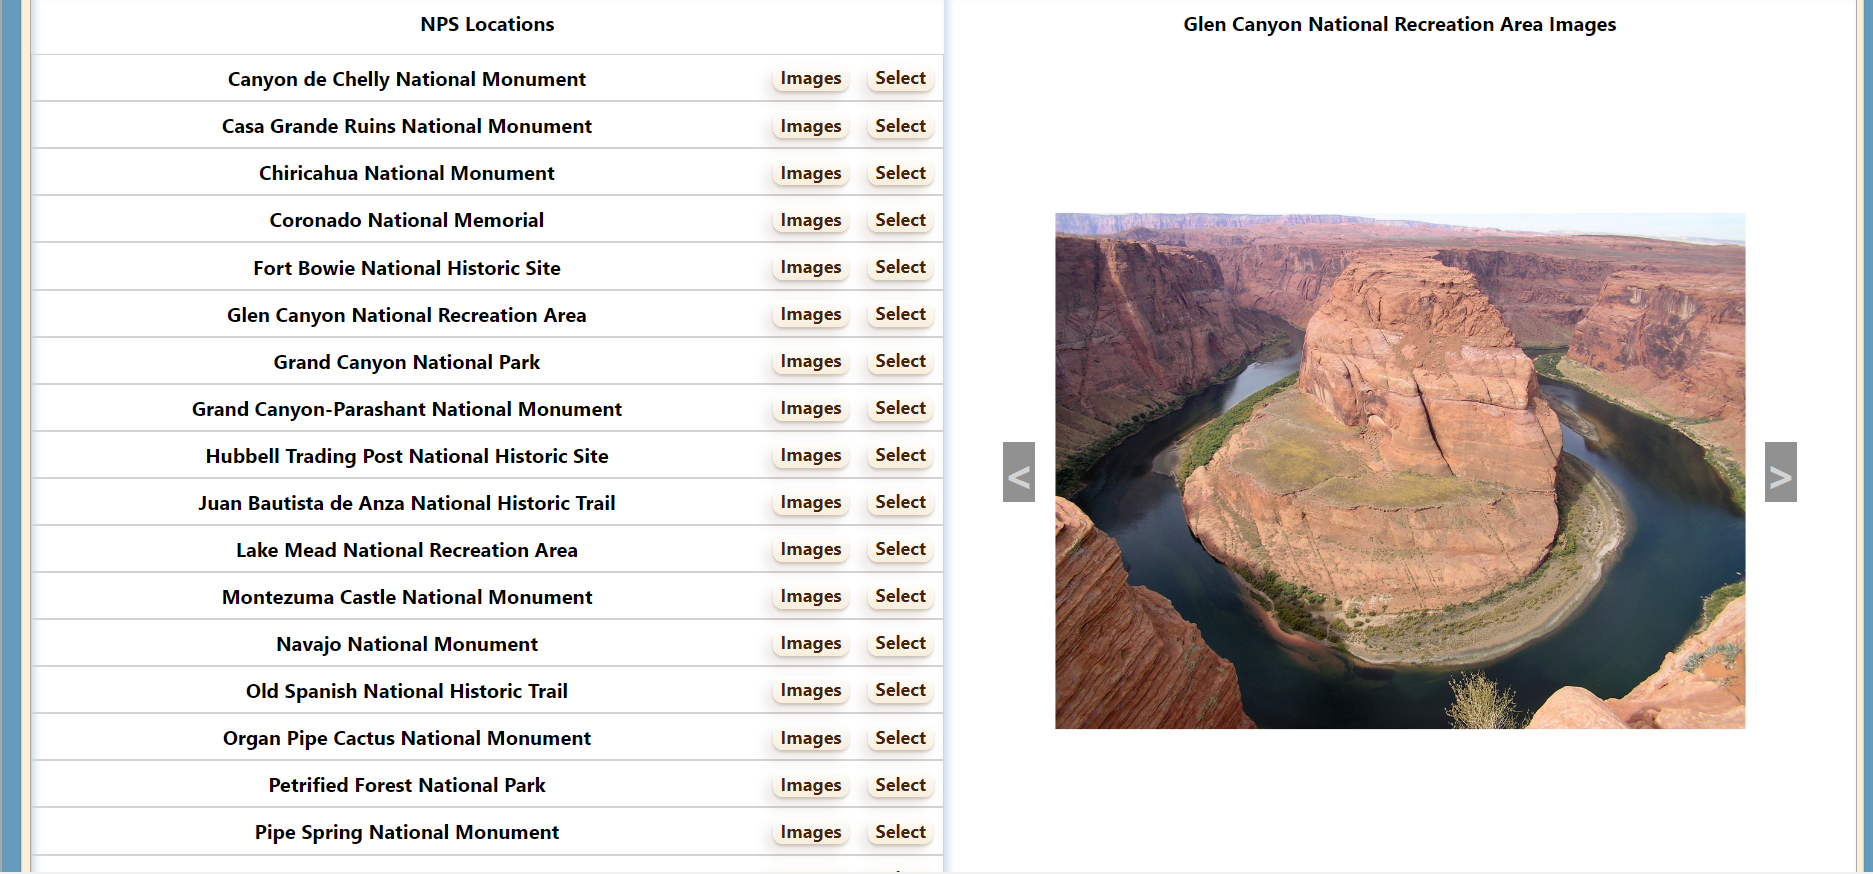 NPS Locations
Canyon de Chelly National Monument Images Select
Casa Grande Ruins National Monument Images Select
Chiricahua National Monument Images Select
Coronado National Memorial Images Select
Fort Bowie National Historic Site Images Select
Glen Canyon National Recreation Area Images Select
Grand Canyon National Park Images Select
Grand Canyon-Parashant National Monument Images Select
Hubbell Trading Post National Historic Site Images Select
Juan Bautista de Anza National Historic Trail Images Select
Lake Mead National Recreation Area Images Select
Montezuma Castle National Monument Images Select
Navajo National Monument Images Select
Old Spanish National Historic Trail Images Select
Organ Pipe Cactus National Monument Images Select
Petrified Forest National Park Images Select
Pipe Spring National Monument Images Select
Glen Canyon National Recreation Area Images
< >